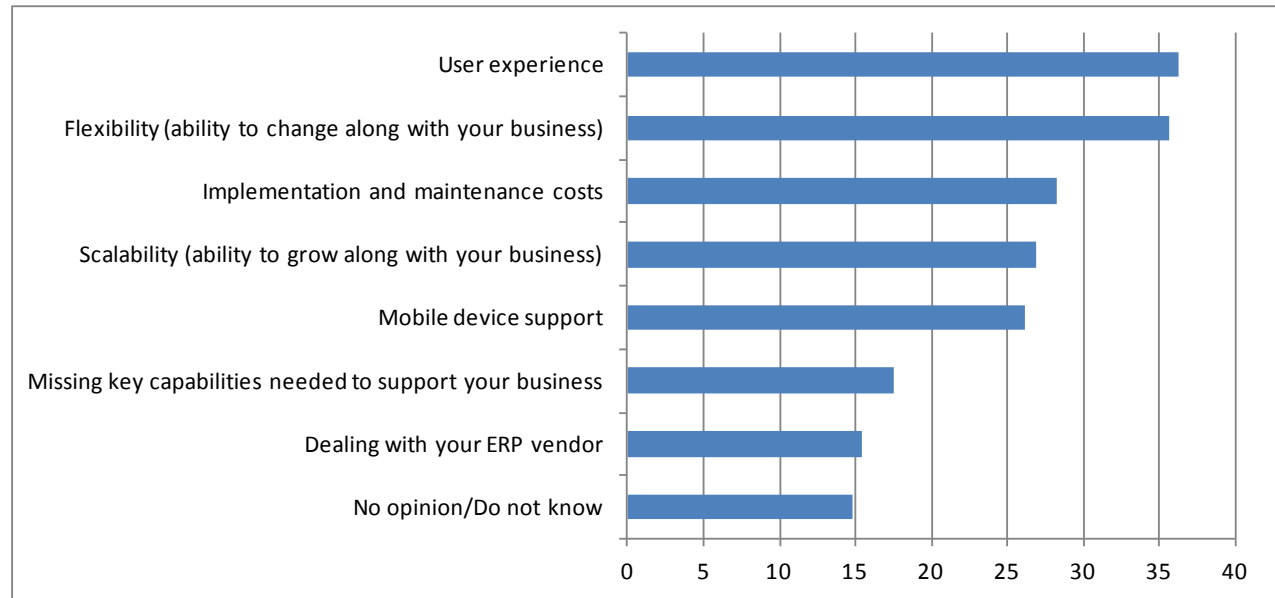 User experience
Flexibility (ability to change along with your business)
Implementation and maintenance costs
Scalability (ability to grow along with your business)
Mobile device support
Missing key capabilities needed to support your business
Dealing with your ERP vendor
No opinion/Do not know
0 5 10 15 20 25 30 35 40